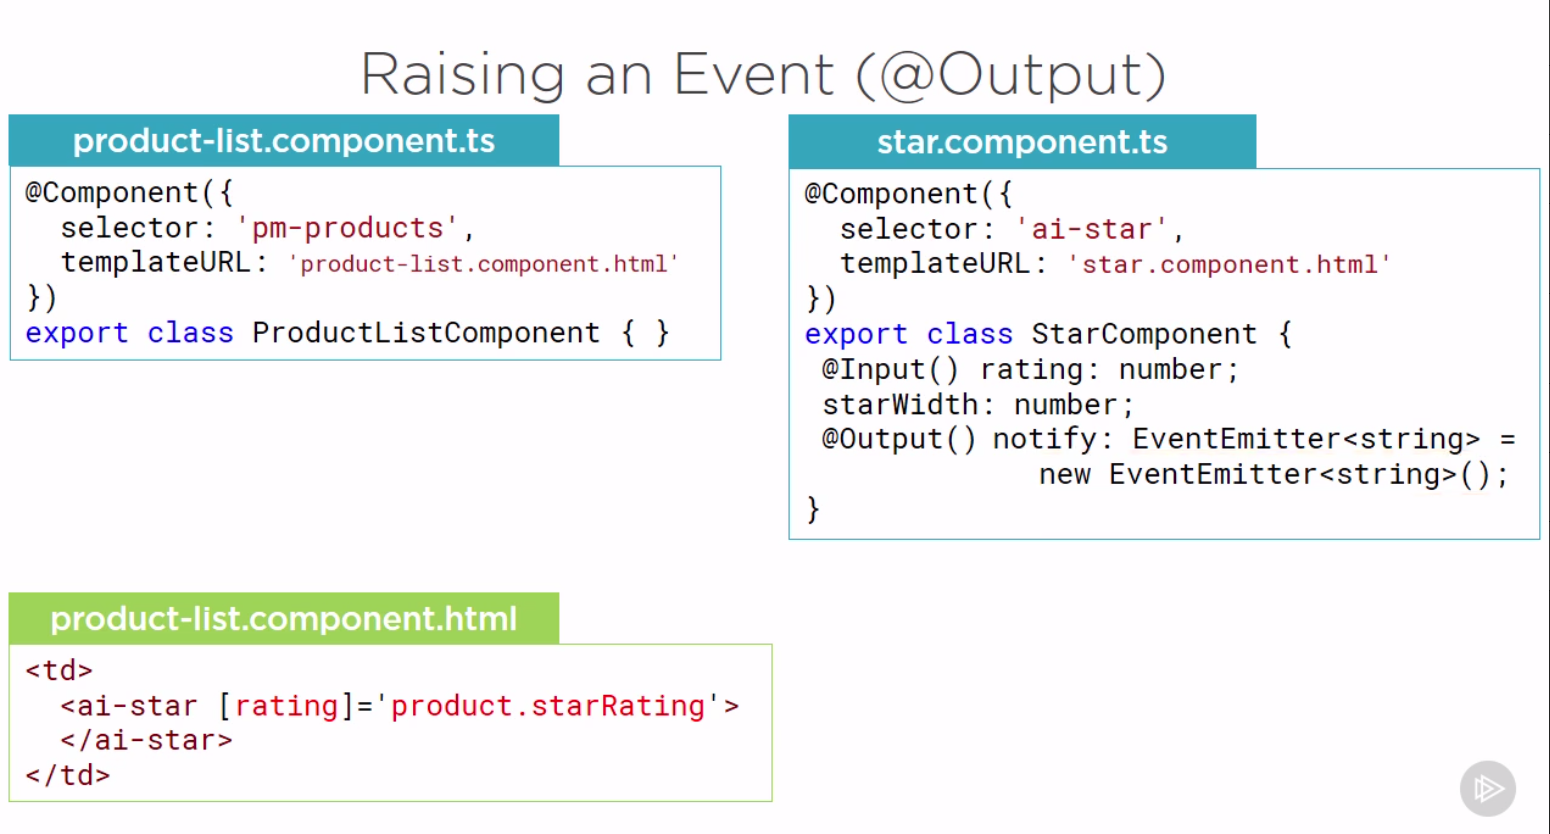 Raising an Event (@Output)
product-list.component.ts
@Component({
  selector: 'pm-products',
  templateURL: 'product-list.component.html'
})
export class ProductListComponent { }
star.component.ts
@Component({
  selector: 'ai-star',
  templateURL: 'star.component.html'
})
export class StarComponent {
 @Input() rating: number;
 starWidth: number;
 @Output() notify: EventEmitter<string> =
             new EventEmitter<string>();
}
product-list.component.html
<td>
  <ai-star [rating]='product.starRating'>
  </ai-star>
</td>